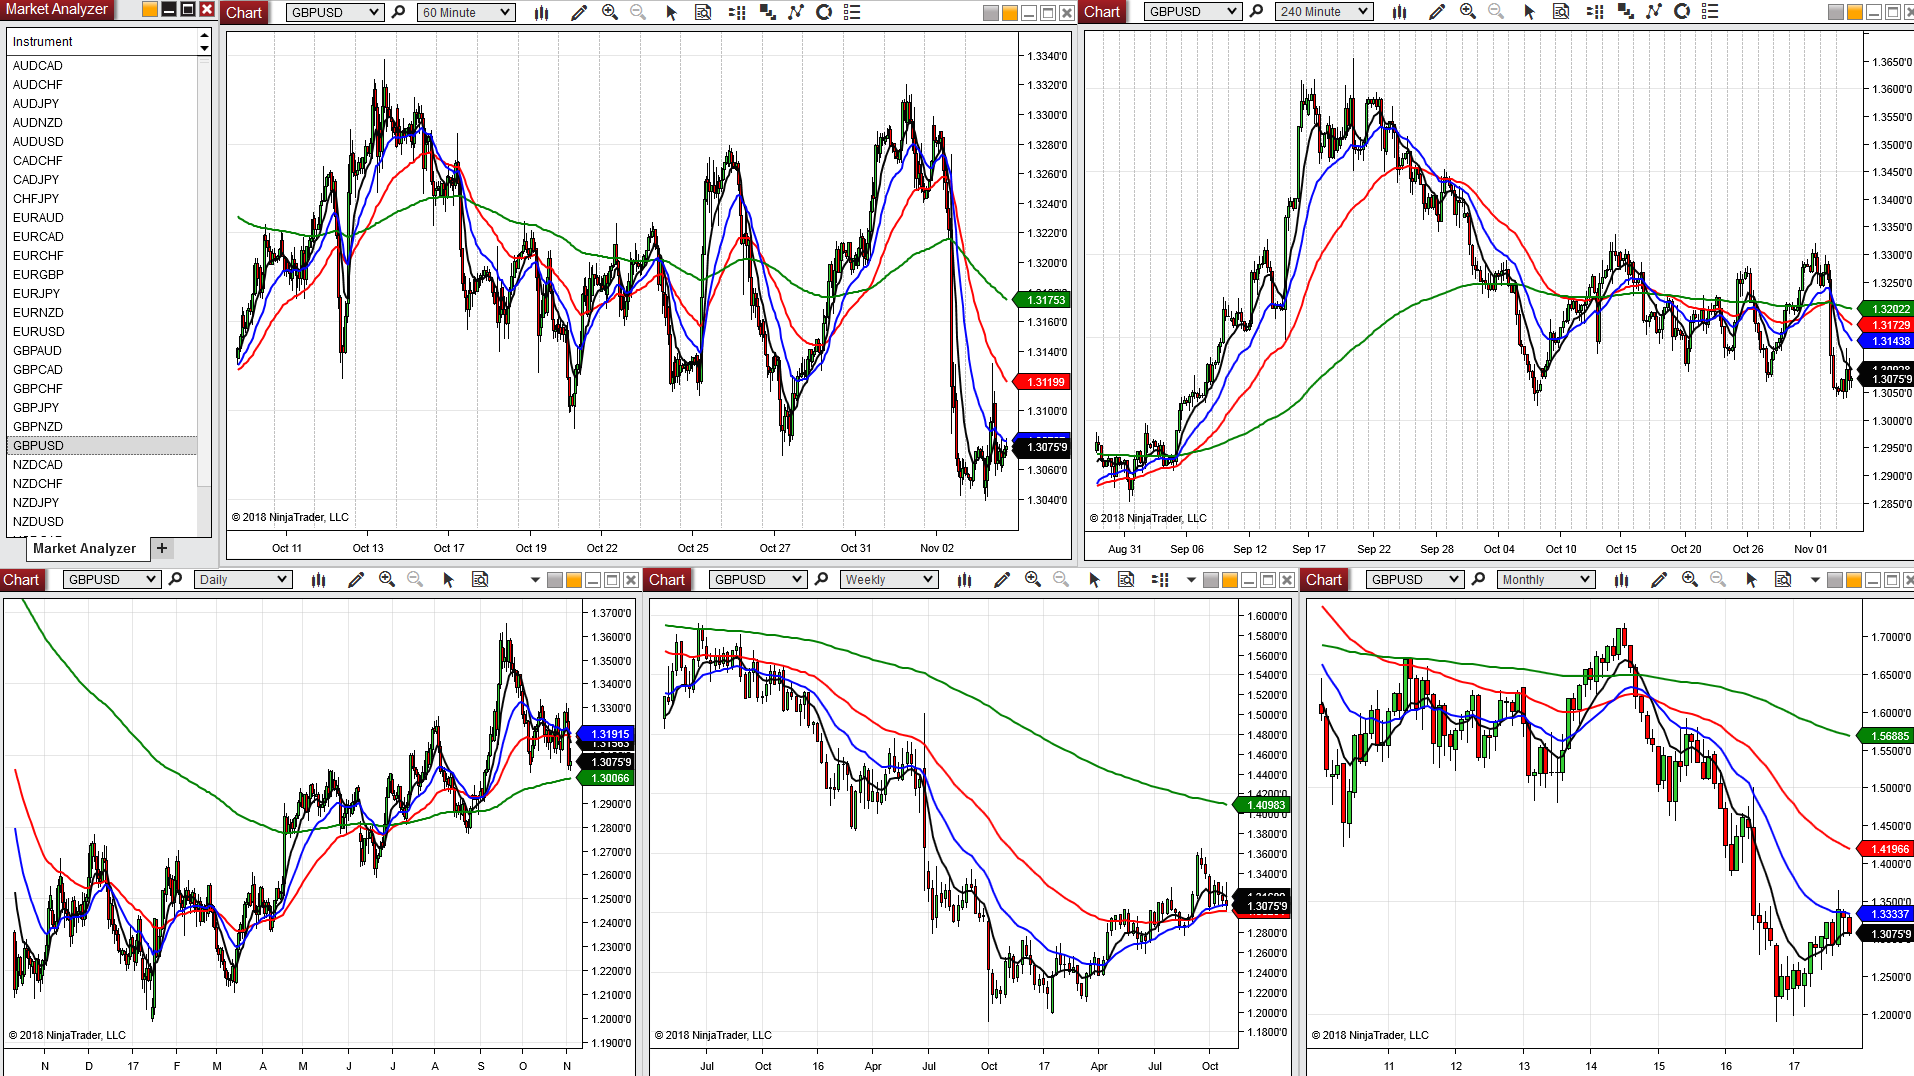 Market Analyzer
Instrument
AUDCAD
AUDCHF
AUDJPY
AUDNZD
AUDUSD
CADCHF
CADJPY
CHFJPY
EURAUD
EURCAD
EURCHF
EURGBP
EURJPY
EURNZD
EURUSD
GBPAUD
GBPCAD
GBPCHF
GBPJPY
GBPNZD
GBPUSD
NZDCAD
NZDCHF
NZDJPY
NZDUSD
Market Analyzer +
Chart GBPUSD 60 Minute
1.3340'0
1.3320'0
1.3300'0
1.3280'0
1.3260'0
1.3240'0
1.3220'0
1.3200'0
1.31753
1.3160'0
1.3140'0
1.31199
1.3100'0
1.3075'9
1.3060'0
1.3040'0
© 2018 NinjaTrader, LLC
Oct 11 Oct 13 Oct 17 Oct 19 Oct 22 Oct 25 Oct 27 Oct 31 Nov 02
Chart GBPUSD 240 Minute
1.3650'0
1.3600'0
1.3550'0
1.3500'0
1.3450'0
1.3400'0
1.3350'0
1.3300'0
1.3250'0
1.32022
1.31729
1.31438
1.3075'9
1.3000'0
1.2950'0
1.2900'0
1.2850'0
© 2018 NinjaTrader, LLC
Aug 31 Sep 06 Sep 12 Sep 17 Sep 22 Sep 28 Oct 04 Oct 10 Oct 15 Oct 20 Oct 26 Nov 01
Chart GBPUSD Daily
1.3700'0
1.3600'0
1.3500'0
1.3400'0
1.3300'0
1.31915
1.3075'9
1.30066
1.2900'0
1.2800'0
1.2700'0
1.2600'0
1.2500'0
1.2400'0
1.2300'0
1.2200'0
1.2100'0
1.2000'0
1.1900'0
© 2018 NinjaTrader, LLC
N D 17 F M A M J J A S O N
Chart GBPUSD Weekly
1.6000'0
1.5800'0
1.5600'0
1.5400'0
1.5200'0
1.5000'0
1.4800'0
1.4600'0
1.4400'0
1.4200'0
1.40983
1.4000'0
1.3800'0
1.3600'0
1.3400'0
1.3075'9
1.2800'0
1.2600'0
1.2400'0
1.2200'0
1.2000'0
1.1800'0
© 2018 NinjaTrader, LLC
Jul Oct 16 Apr Jul Oct 17 Apr Jul Oct
Chart GBPUSD Monthly
1.7000'0
1.6500'0
1.6000'0
1.56885
1.5500'0
1.5000'0
1.4500'0
1.41966
1.4000'0
1.3500'0
1.33337
1.3075'9
1.2500'0
1.2000'0
© 2018 NinjaTrader, LLC
11 12 13 14 15 16 17